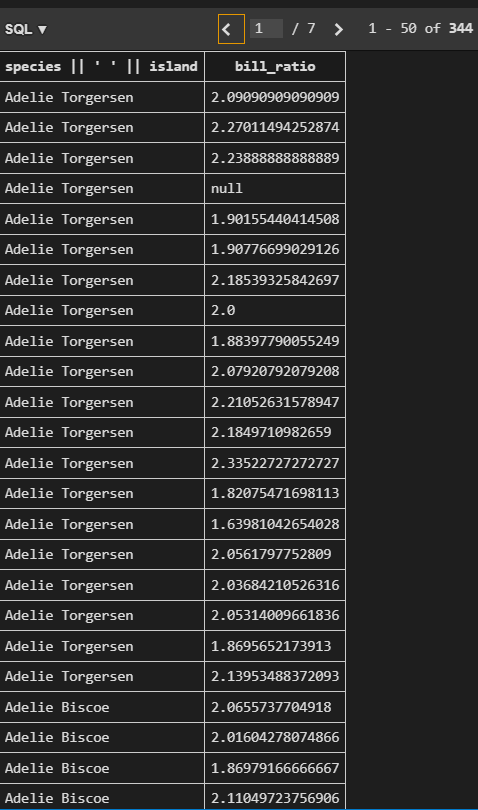 SQL ▼ < 1 / 7 > 1 - 50 of 344
species || ' ' || island bill_ratio
Adelie Torgersen 2.09090909090909
Adelie Torgersen 2.27011494252874
Adelie Torgersen 2.23888888888889
Adelie Torgersen null
Adelie Torgersen 1.90155440414508
Adelie Torgersen 1.90776699029126
Adelie Torgersen 2.18539325842697
Adelie Torgersen 2.0
Adelie Torgersen 1.88397790055249
Adelie Torgersen 2.07920792079208
Adelie Torgersen 2.21052631578947
Adelie Torgersen 2.1849710982659
Adelie Torgersen 2.33522727272727
Adelie Torgersen 1.82075471698113
Adelie Torgersen 1.63981042654028
Adelie Torgersen 2.0561797752809
Adelie Torgersen 2.03684210526316
Adelie Torgersen 2.05314009661836
Adelie Torgersen 1.8695652173913
Adelie Torgersen 2.13953488372093
Adelie Biscoe 2.0655737704918
Adelie Biscoe 2.01604278074866
Adelie Biscoe 1.86979166666667
Adelie Biscoe 2.11049723756906